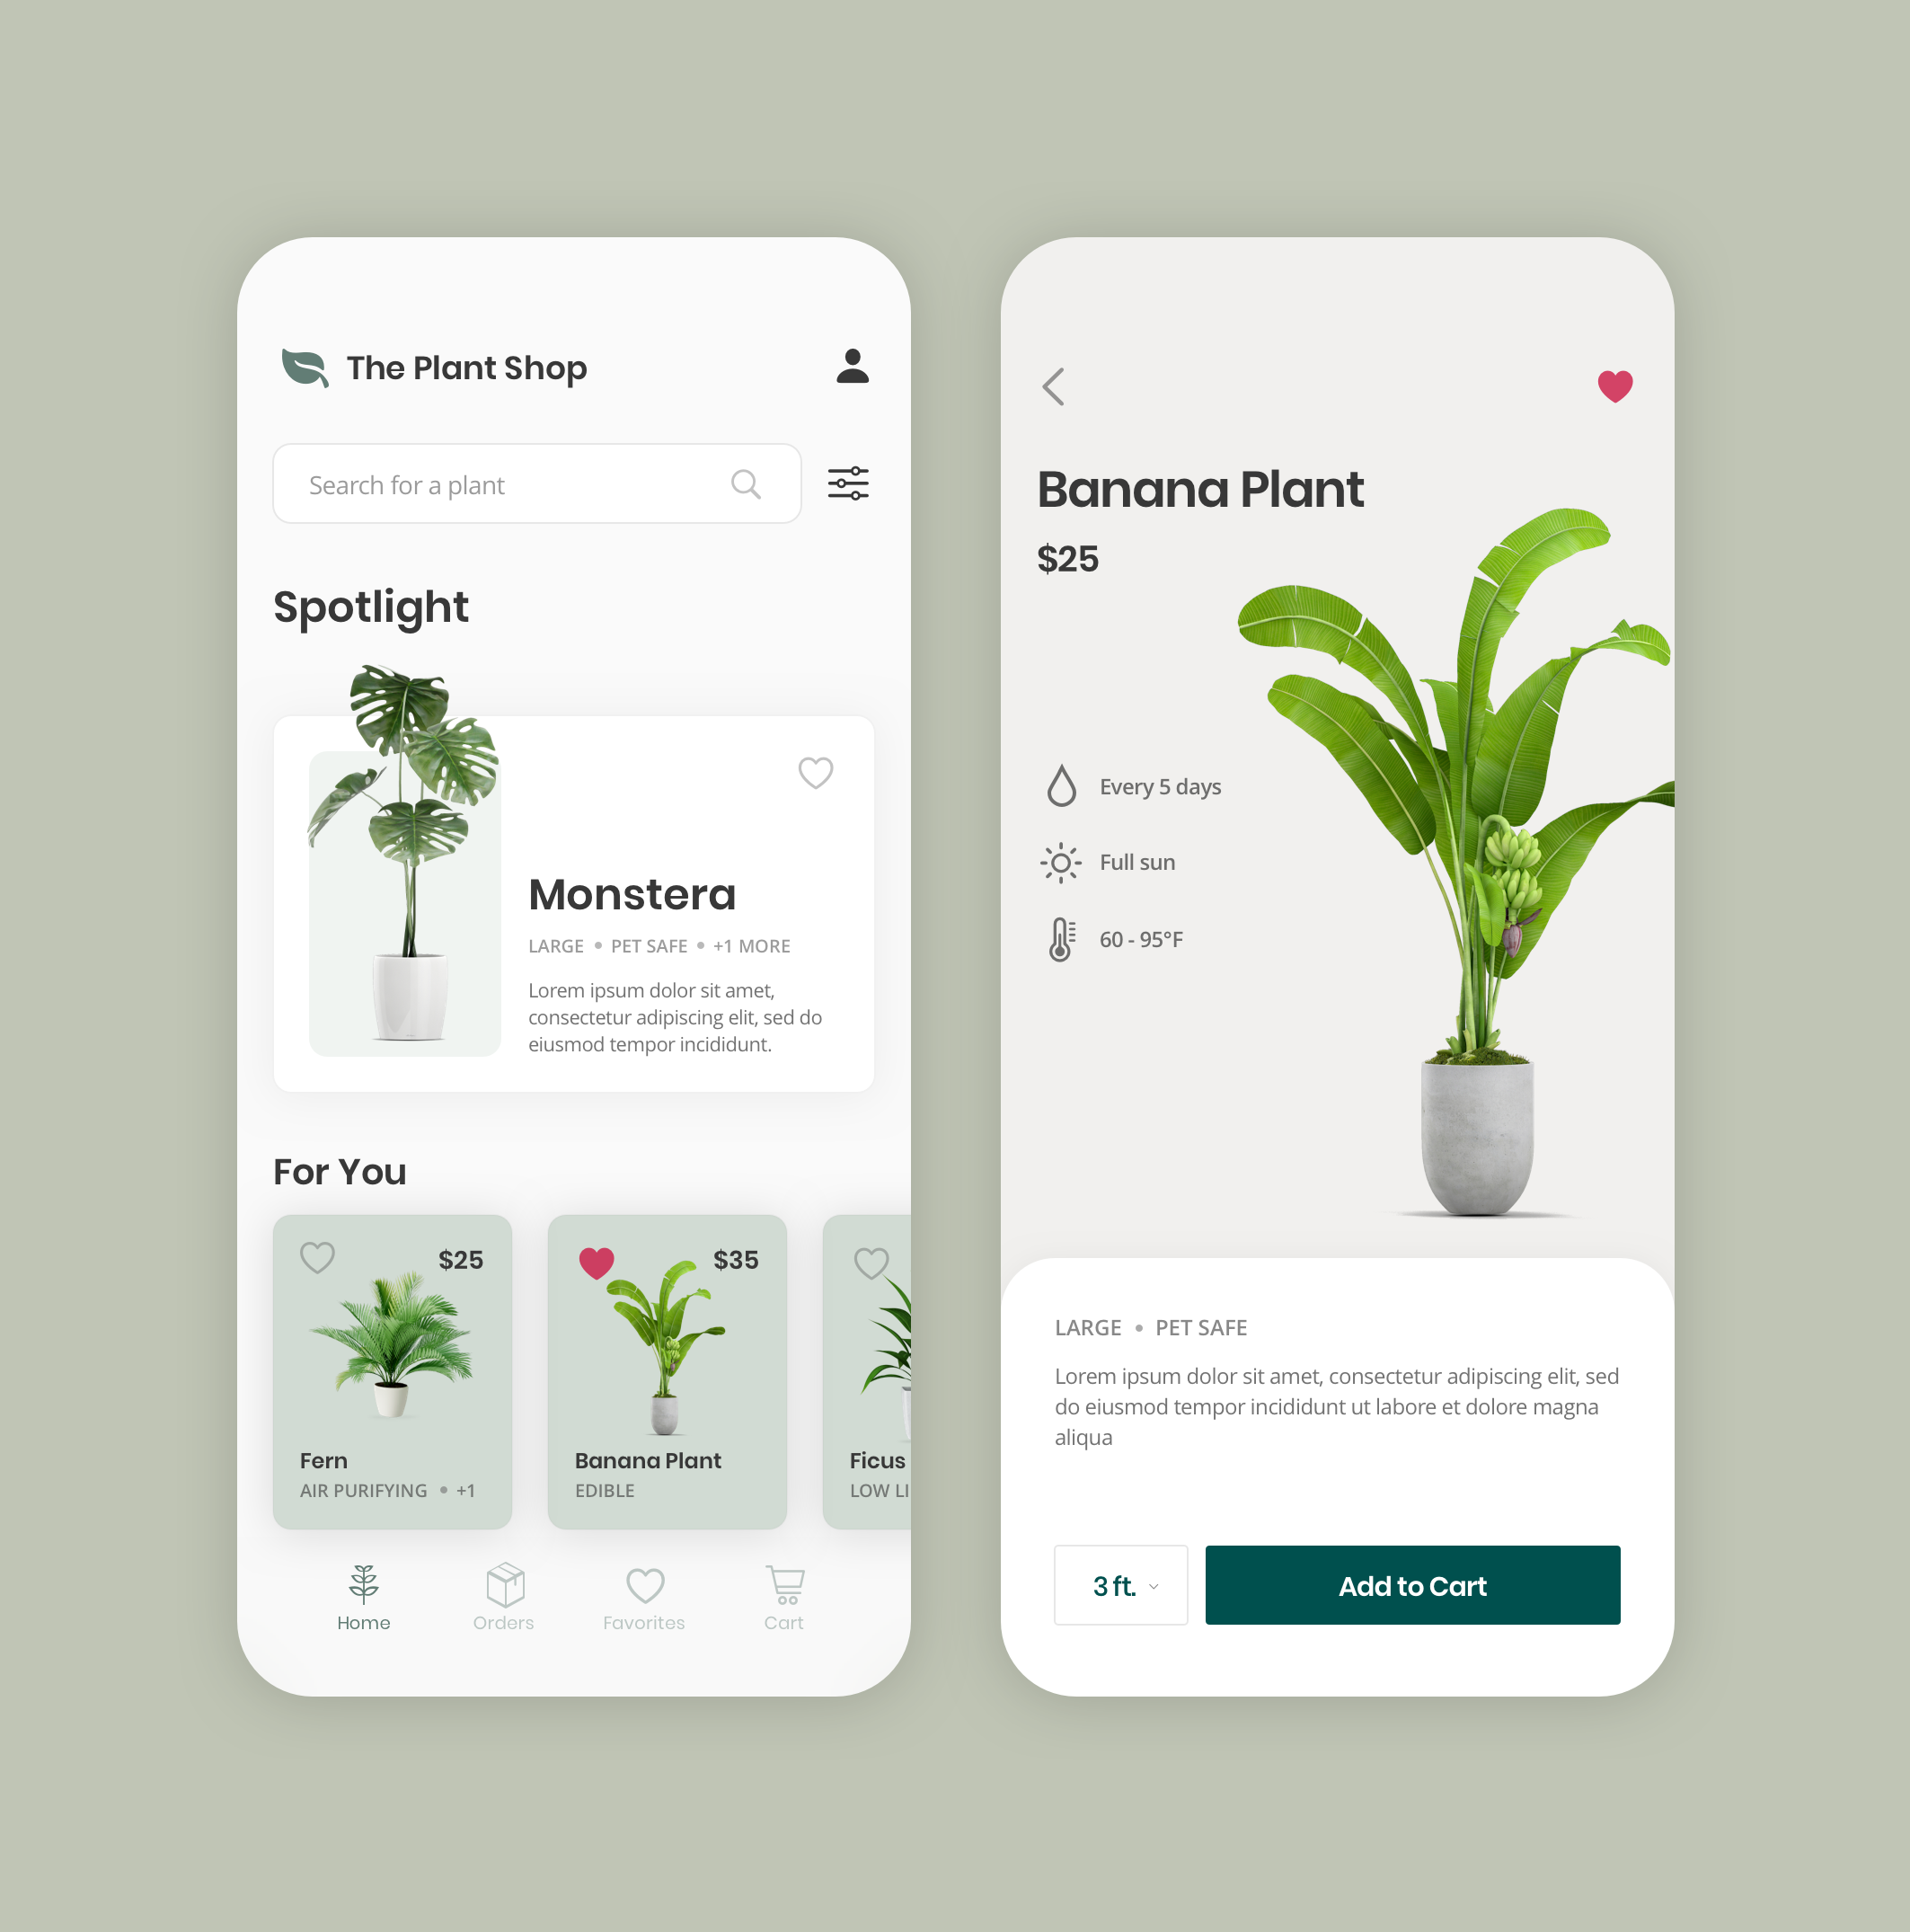 The Plant Shop
Search for a plant
Spotlight
Monstera
LARGE • PET SAFE • +1 MORE
Lorem ipsum dolor sit amet,
consectetur adipiscing elit, sed do
eiusmod tempor incididunt.
For You
$25
Fern
AIR PURIFYING • +1
$35
Banana Plant
EDIBLE
Ficus
LOW LI
Home
Orders
Favorites
Cart
Banana Plant
$25
Every 5 days
Full sun
60 - 95°F
LARGE • PET SAFE
Lorem ipsum dolor sit amet, consectetur adipiscing elit, sed
do eiusmod tempor incididunt ut labore et dolore magna
aliqua
3 ft.
Add to Cart